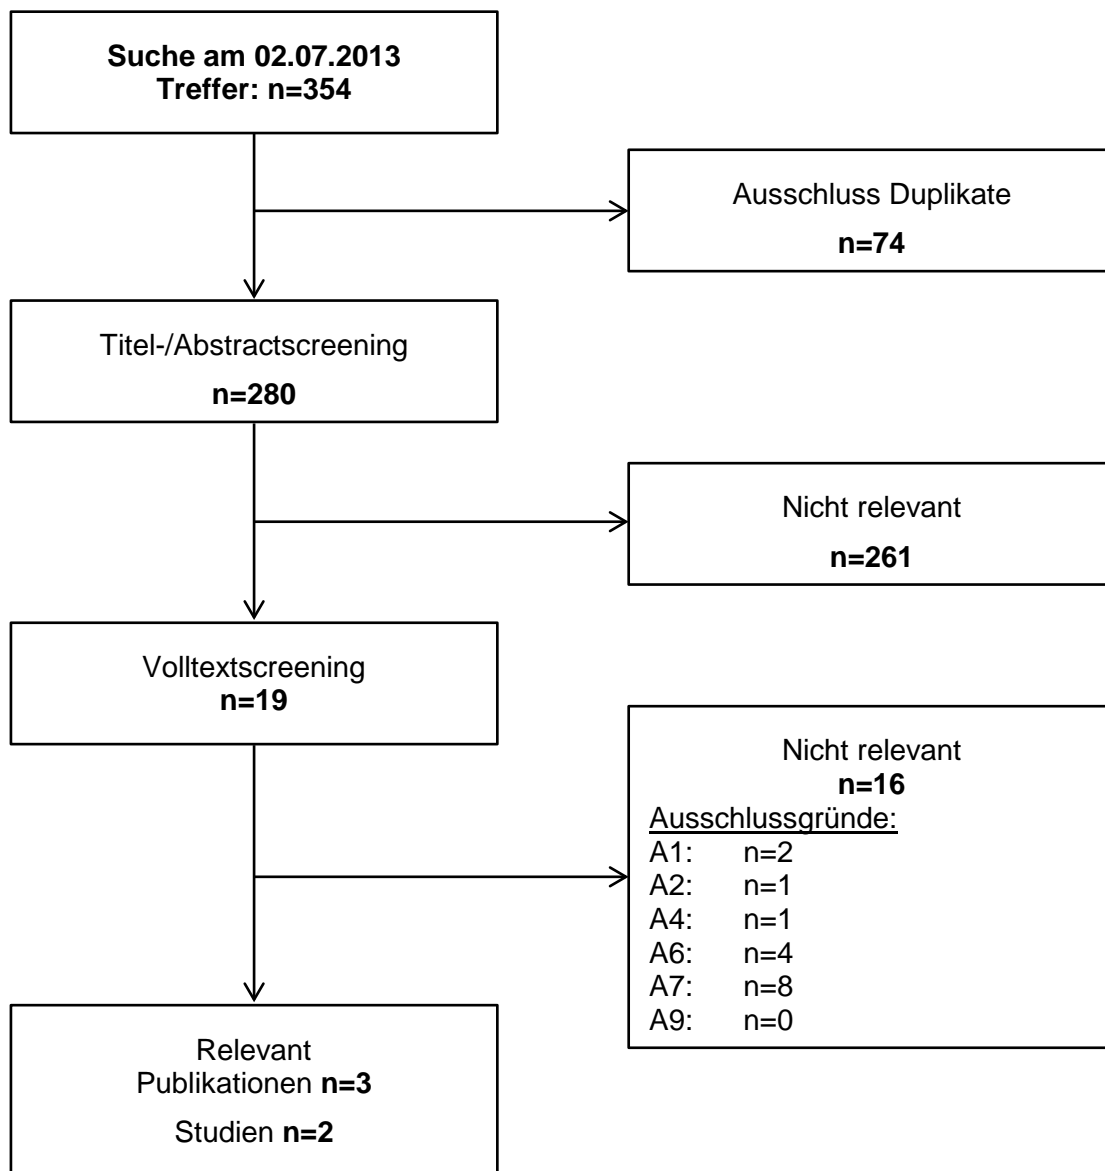 Suche am 02.07.2013
Treffer: n=354
Ausschluss Duplikate
n=74
Titel-/Abstractscreening
n=280
Nicht relevant
n=261
Volltextscreening
n=19
Nicht relevant
n=16
Ausschlussgründe:
A1: n=2
A2: n=1
A4: n=1
A6: n=4
A7: n=8
A9: n=0
Relevant
Publikationen n=3
Studien n=2